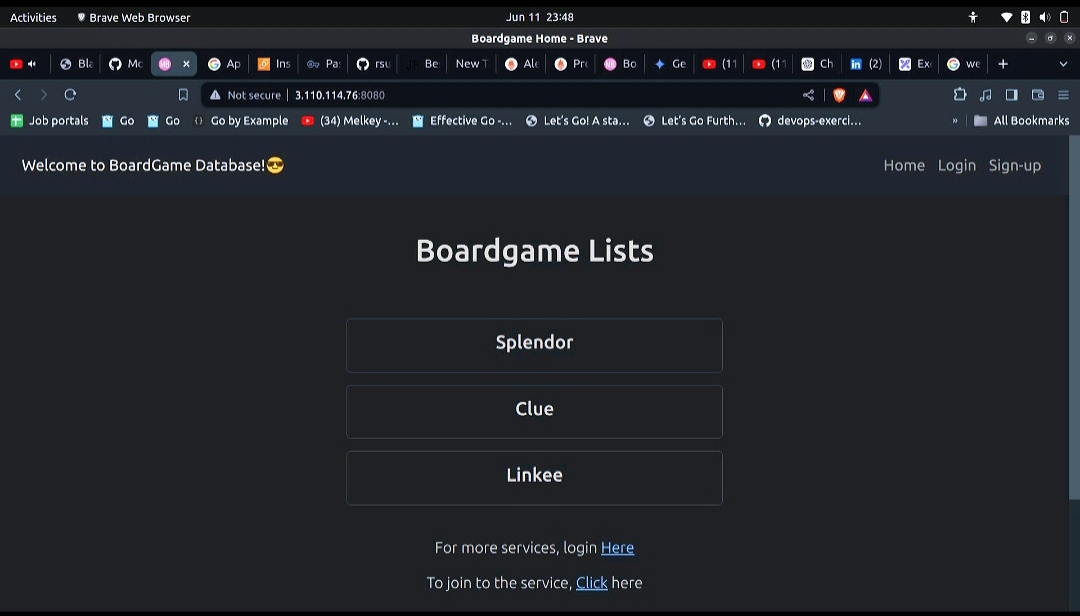 Activities Brave Web Browser Jun 11 23:48
Boardgame Home - Brave
Bla Mc Ap Ins Pa: rsu Be New T Ale Pro Bo Ge (11 (11 Ch (2) Exc we
Not secure 3.110.114.76:8080
Job portals Go Go Go by Example (34) Melkey -... Effective Go -... Let's Go! A sta... Let's Go Furth... devops-exerci... » All Bookmarks
Welcome to BoardGame Database!😎 Home Login Sign-up
Boardgame Lists
Splendor
Clue
Linkee
For more services, login Here
To join to the service, Click here